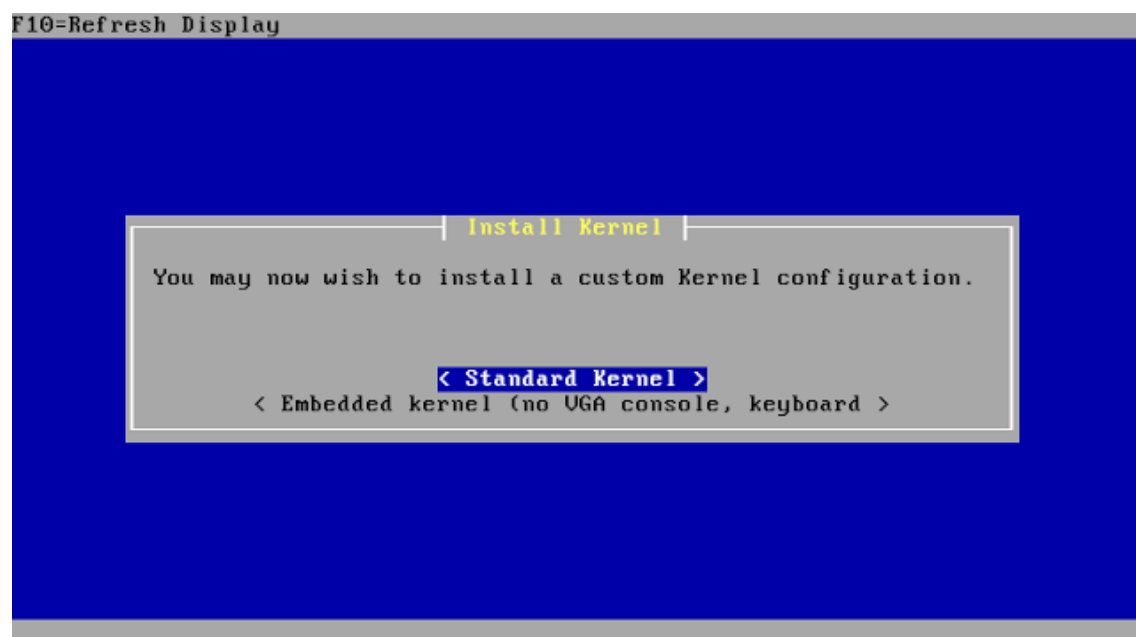 F10=Refresh Display
Install Kernel
You may now wish to install a custom Kernel configuration.
< Standard Kernel >
< Embedded kernel (no VGA console, keyboard >